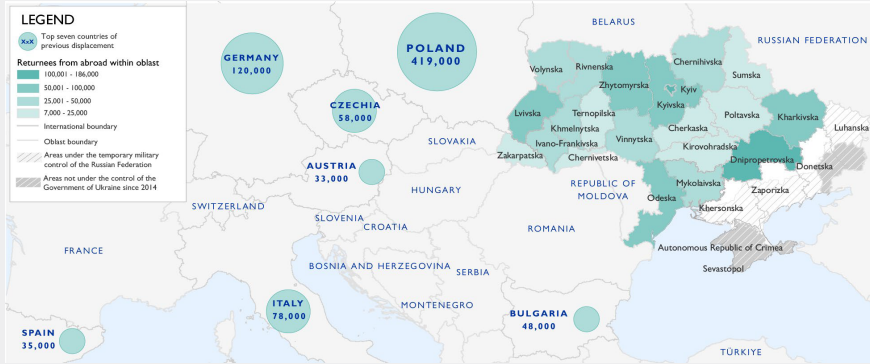 LEGEND
XxX
Top seven countries of
previous displacement
Returnees from abroad within oblast
100,001 - 186,000
50,001 - 100,000
25,001 - 50,000
7,000 - 25,000
International boundary
Oblast boundary
Areas under the temporary military
control of the Russian Federation
Areas not under the control of the
Government of Ukraine since 2014
GERMANY
120,000
POLAND
419,000
CZECHIA
58,000
AUSTRIA
33,000
ITALY
78,000
SPAIN
35,000
BULGARIA
48,000
BELARUS
RUSSIAN FEDERATION
SLOVAKIA
HUNGARY
SWITZERLAND
SLOVENIA
CROATIA
FRANCE
BOSNIA AND HERZEGOVINA
SERBIA
MONTENEGRO
ROMANIA
REPUBLIC OF
MOLDOVA
TÜRKIYE
Volynska
Rivnenska
Zhytomyrska
Kyiv
Kyivska
Chernihivska
Sumska
Lvivska
Ternopilska
Khmelnytska
Ivano-Frankivska
Zakarpatska
Chernivetska
Vinnytska
Cherkaska
Poltavska
Kharkivska
Luhanska
Kirovohradska
Dnipropetrovska
Donetska
Zaporizka
Mykolaivska
Odeska
Khersonska
Autonomous Republic of Crimea
Sevastopol